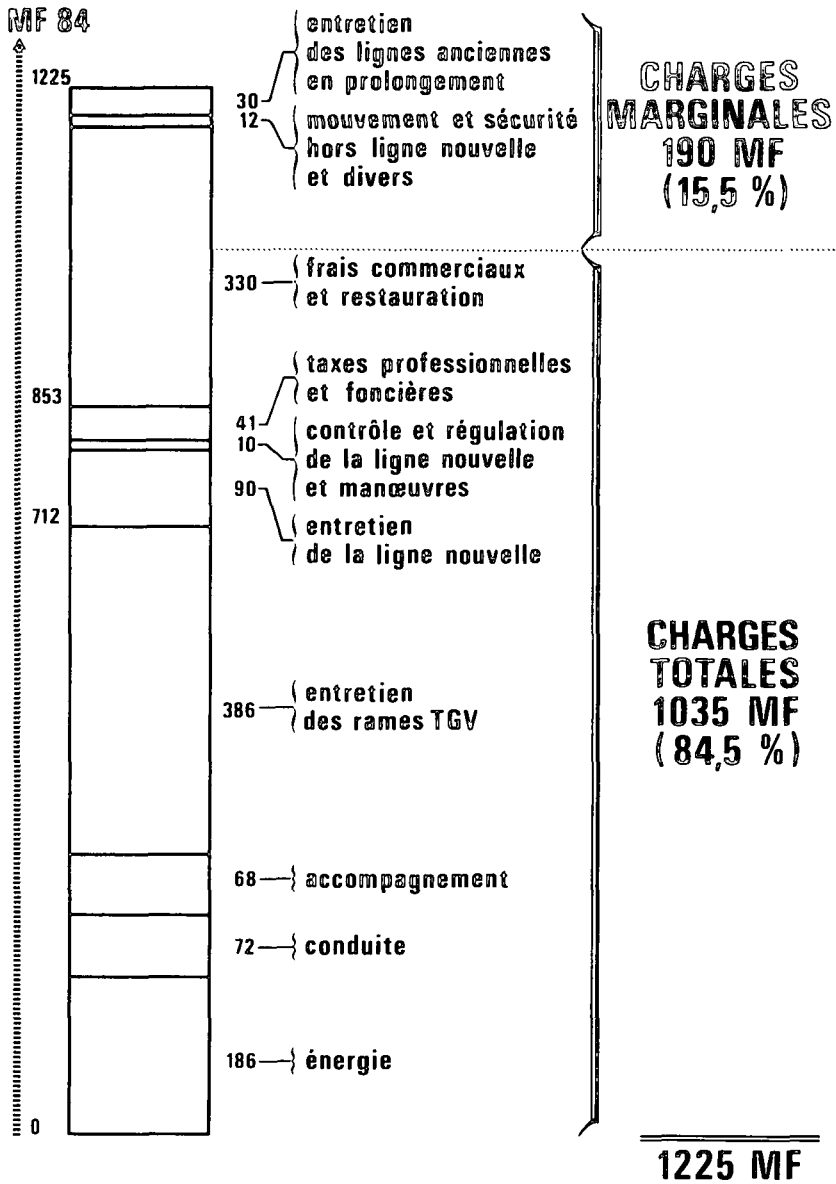 MF 84
1225
30
entretien
des lignes anciennes
en prolongement
12
mouvement et sécurité
hors ligne nouvelle
et divers
CHARGES
MARGINALES
190 MF
(15,5 %)
330
frais commerciaux
et restauration
853
41
taxes professionnelles
et foncières
10
contrôle et régulation
de la ligne nouvelle
et manœuvres
712
90
entretien
de la ligne nouvelle
386
entretien
des rames TGV
CHARGES
TOTALES
1035 MF
(84,5 %)
68
accompagnement
72
conduite
186
énergie
0
1225 MF